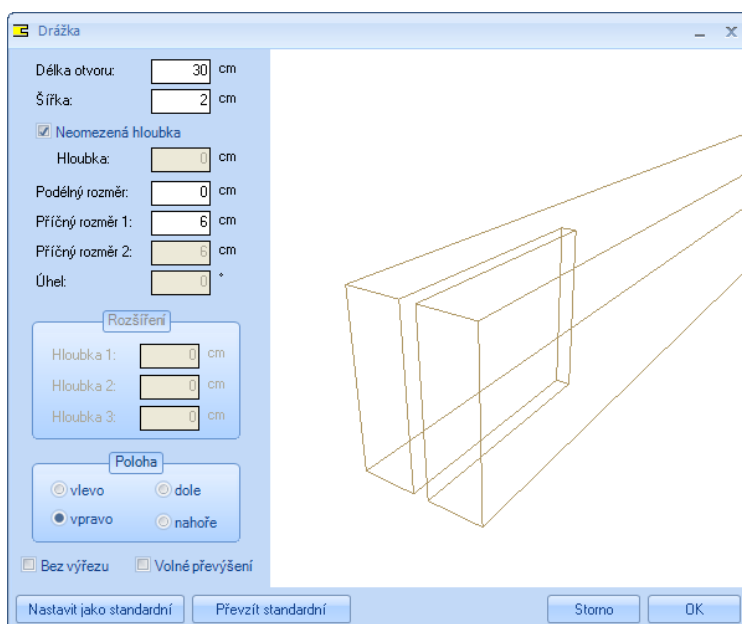 Drážka
Délka otvoru: 30 cm
Šířka: 2 cm
Neomezená hloubka
Hloubka: 0 cm
Podélný rozměr: 0 cm
Příčný rozměr 1: 6 cm
Příčný rozměr 2: 6 cm
Úhel: 0 °
Rozšíření
Hloubka 1: 0 cm
Hloubka 2: 0 cm
Hloubka 3: 0 cm
Poloha
vlevo dole
vpravo nahoře
Bez výřezu Volné převýšení
Nastavit jako standardní Převzít standardní Storno OK